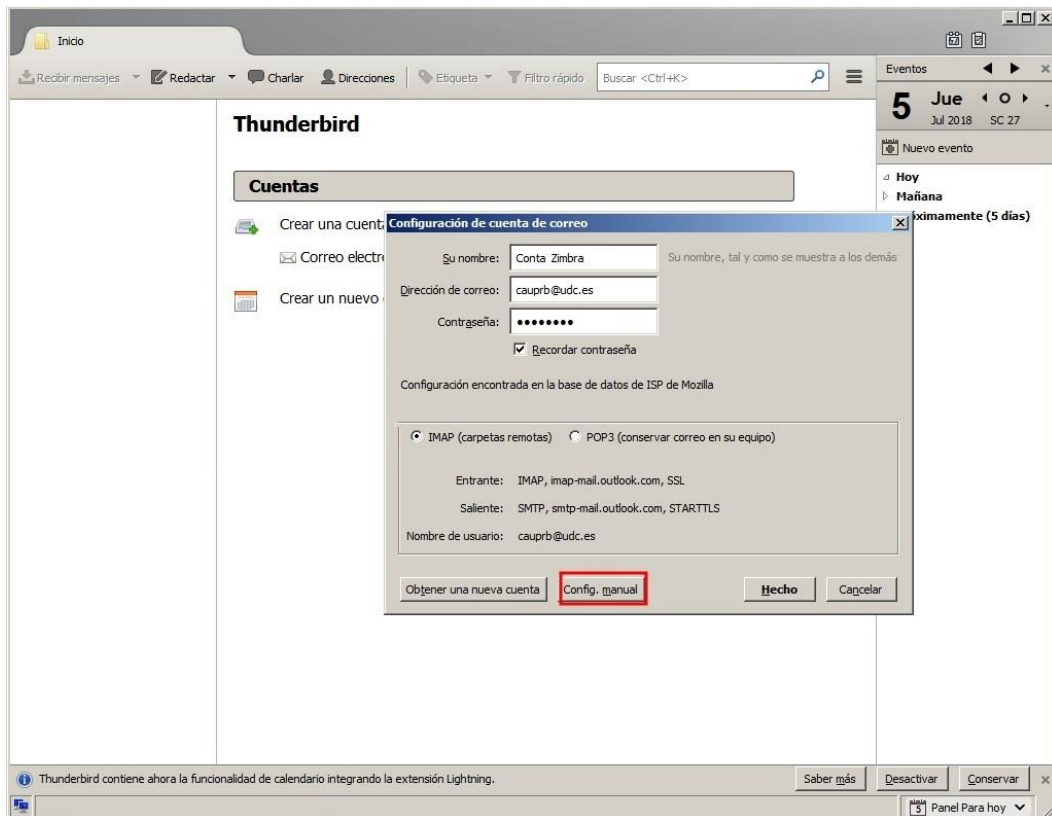 Inicio
Recibir mensajes
Redactar
Charlar
Direcciones
Etiqueta
Filtro rápido
Buscar <Ctrl+K>
Eventos
5
Jue
Jul 2018
SC 27
Nuevo evento
Hoy
Mañana
óximamente (5 días)
Thunderbird
Cuentas
Crear una cuent
Correo electr
Crear un nuevo
Configuración de cuenta de correo
Su nombre:
Conta Zimbra
Su nombre, tal y como se muestra a los demás
Dirección de correo:
cauprb@udc.es
Contraseña:
••••••••
Recordar contraseña
Configuración encontrada en la base de datos de ISP de Mozilla
IMAP (carpetas remotas)
POP3 (conservar correo en su equipo)
Entrante:
IMAP, imap-mail.outlook.com, SSL
Saliente:
SMTP, smtp-mail.outlook.com, STARTTLS
Nombre de usuario:
cauprb@udc.es
Obtener una nueva cuenta
Config. manual
Hecho
Cancelar
Thunderbird contiene ahora la funcionalidad de calendario integrando la extensión Lightning.
Saber más
Desactivar
Conservar
5
Panel Para hoy